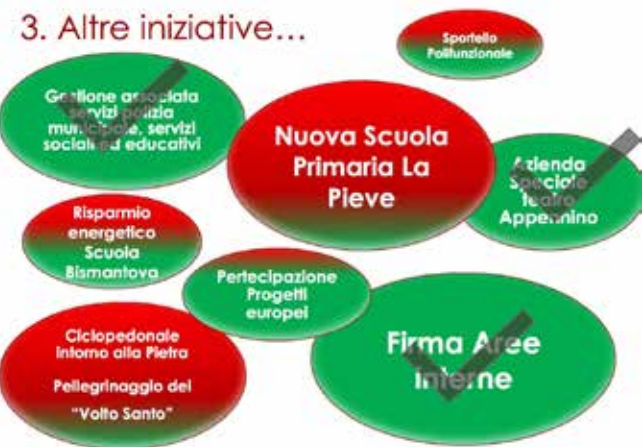 3. Altre iniziative...
Sportello
Polifunzionale
Gestione associata
servizi polizia
municipale, servizi
sociali ed educativi
Nuova Scuola
Primaria La
Pieve
Azienda
Speciale
Teatro
Appennino
Risparmio
energetico
Scuola
Bismantova
Pertecipazione
Progetti
europei
Ciclopedonale
intorno alla Pietra
Pellegrinaggio del
"Volto Santo"
Firma Aree
interne